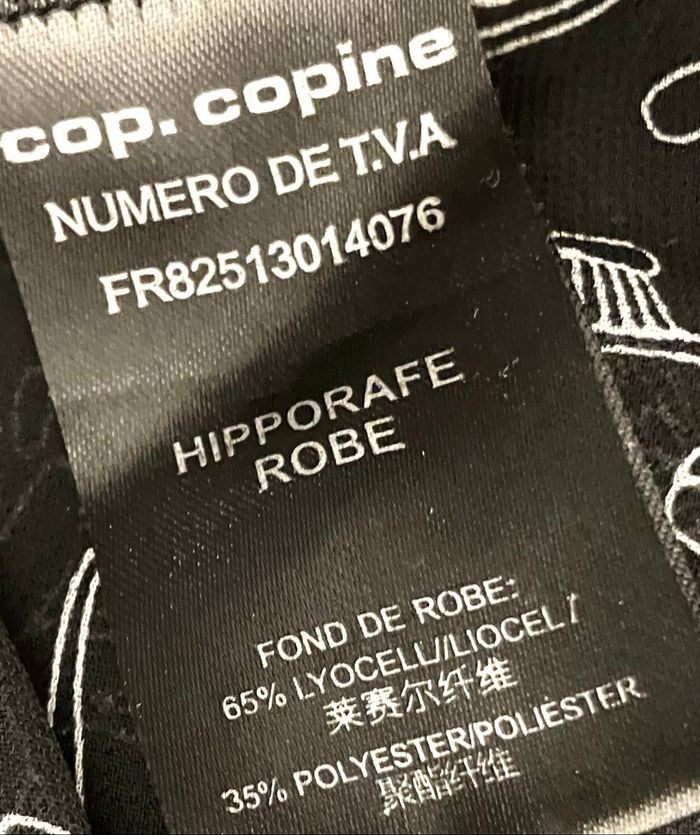 cop. copine
NUMERO DE T.V.A
FR82513014076
HIPPORAFE
ROBE
FOND DE ROBE:
65% LYOCELL//LIOCEL /
莱赛尔纤维
35% POLYESTER/POLIÉSTER
聚酯纤维